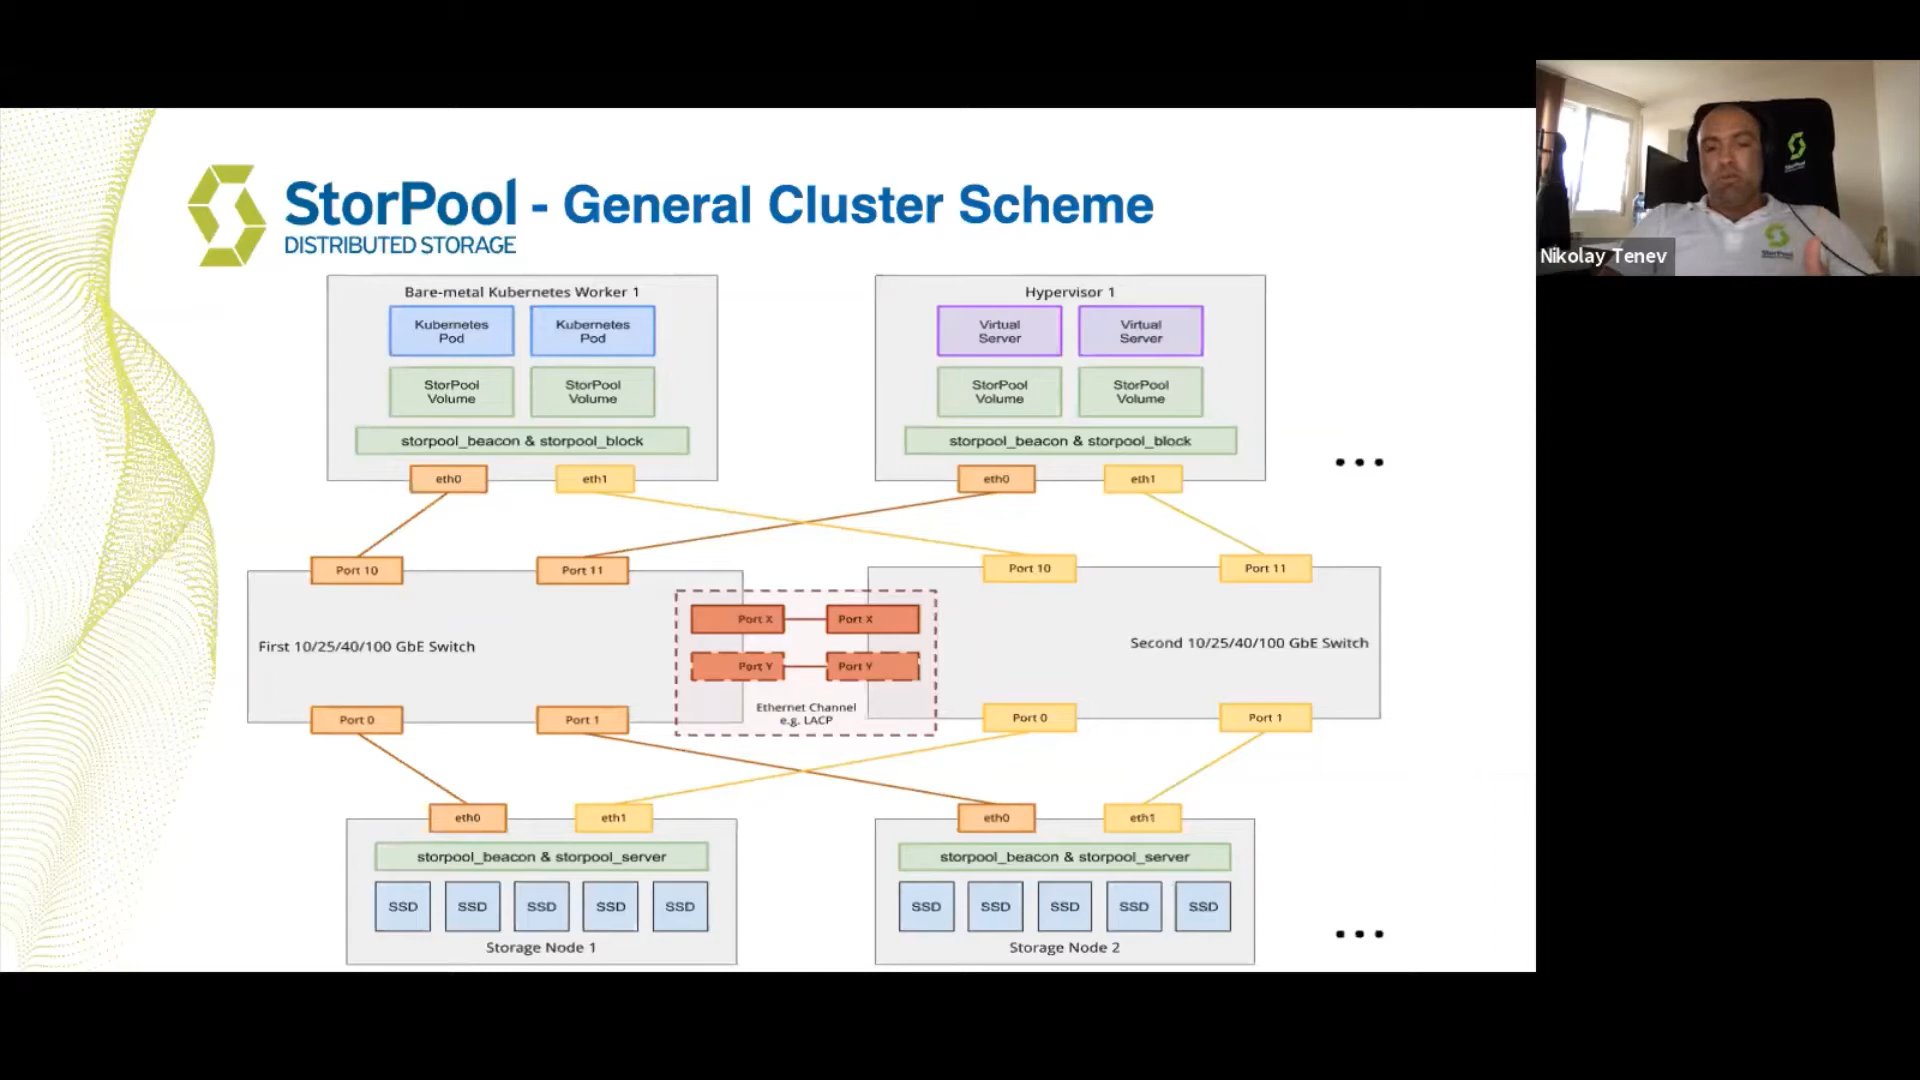 StorPool - General Cluster Scheme
DISTRIBUTED STORAGE
StorPool
StorPool
Nikolay Tenev
Bare-metal Kubernetes Worker 1
Kubernetes
Pod
Kubernetes
Pod
StorPool
Volume
StorPool
Volume
storpool_beacon & storpool_block
eth0
eth1
Hypervisor 1
Virtual
Server
Virtual
Server
StorPool
Volume
StorPool
Volume
storpool_beacon & storpool_block
eth0
eth1
...
Port 10
Port 11
First 10/25/40/100 GbE Switch
Port 0
Port 1
Port X
Port X
Port Y
Port Y
Ethernet Channel
e.g. LACP
Port 10
Port 11
Second 10/25/40/100 GbE Switch
Port 0
Port 1
eth0
eth1
storpool_beacon & storpool_server
SSD
SSD
SSD
SSD
SSD
Storage Node 1
eth0
eth1
storpool_beacon & storpool_server
SSD
SSD
SSD
SSD
SSD
Storage Node 2
...